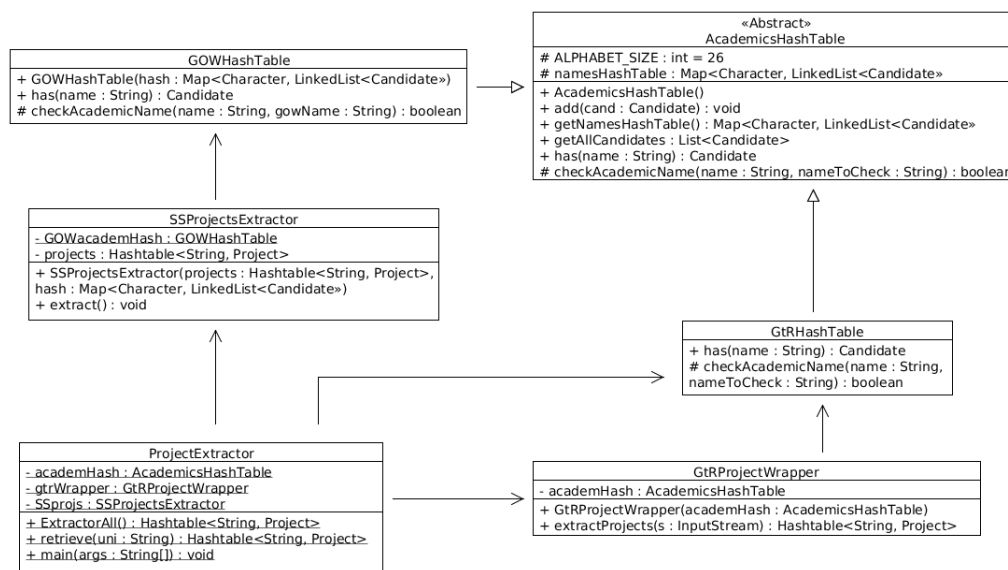 «Abstract»
AcademicsHashTable
# ALPHABET_SIZE : int = 26
# namesHashTable : Map<Character, LinkedList<Candidate»
+ AcademicsHashTable()
+ add(cand : Candidate) : void
+ getNamesHashTable() : Map<Character, LinkedList<Candidate»
+ getAllCandidates : List<Candidate>
+ has(name : String) : Candidate
# checkAcademicName(name : String, nameToCheck : String) : boolean
GOWHashTable
+ GOWHashTable(hash : Map<Character, LinkedList<Candidate»)
+ has(name : String) : Candidate
# checkAcademicName(name : String, gowName : String) : boolean
SSProjectsExtractor
- GOWacademHash : GOWHashTable
- projects : Hashtable<String, Project>
+ SSProjectsExtractor(projects : Hashtable<String, Project>,
hash : Map<Character, LinkedList<Candidate»)
+ extract() : void
GtRHashTable
+ has(name : String) : Candidate
# checkAcademicName(name : String,
nameToCheck : String) : boolean
ProjectExtractor
- academHash : AcademicsHashTable
- gtrWrapper : GtRProjectWrapper
- SSprojs : SSProjectsExtractor
+ ExtractorAll() : Hashtable<String, Project>
+ retrieve(uni : String) : Hashtable<String, Project>
+ main(args : String[]) : void
GtRProjectWrapper
- academHash : AcademicsHashTable
+ GtRProjectWrapper(academHash : AcademicsHashTable)
+ extractProjects(s : InputStream) : Hashtable<String, Project>